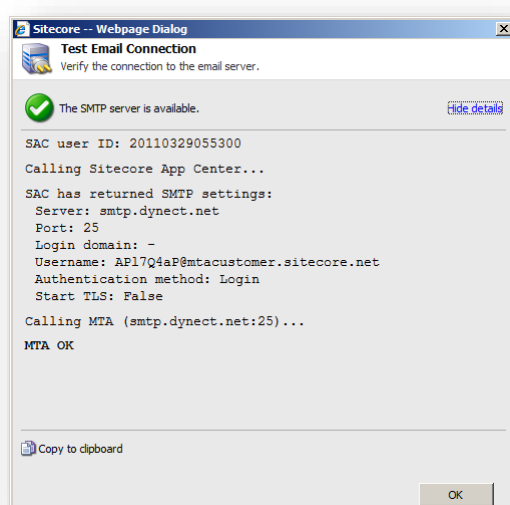 Sitecore -- Webpage Dialog
Test Email Connection
Verify the connection to the email server.
The SMTP server is available.
Hide details
SAC user ID: 20110329055300
Calling Sitecore App Center...
SAC has returned SMTP settings:
Server: smtp.dynect.net
Port: 25
Login domain: -
Username: APl7Q4aP@mtacustomer.sitecore.net
Authentication method: Login
Start TLS: False
Calling MTA (smtp.dynect.net:25)...
MTA OK
Copy to clipboard
OK